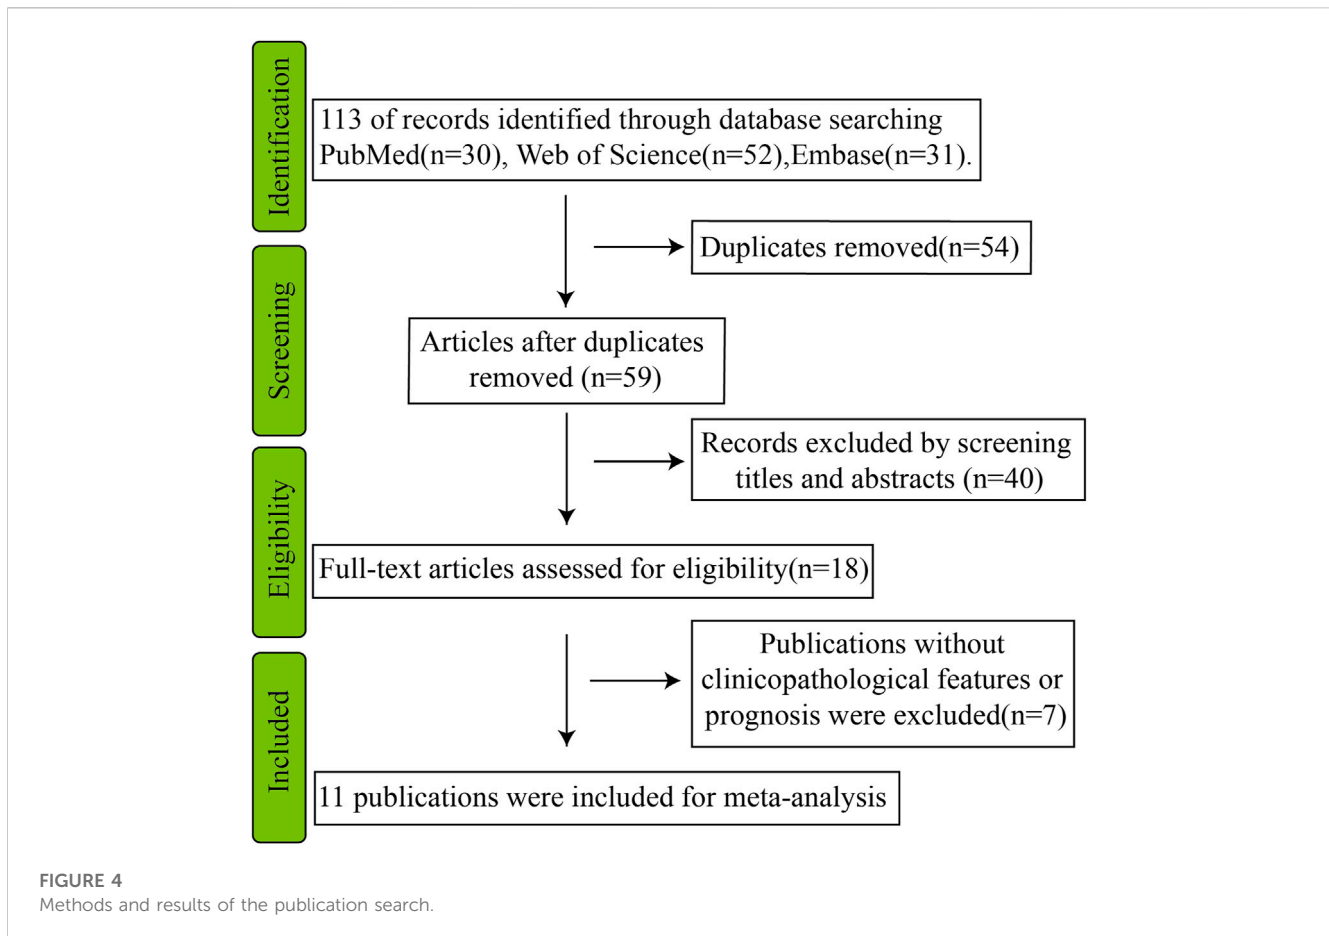 Identification
113 of records identified through database searching
PubMed(n=30), Web of Science(n=52),Embase(n=31).
Duplicates removed(n=54)
Screening
Articles after duplicates
removed (n=59)
Records excluded by screening
titles and abstracts (n=40)
Eligibility
Full-text articles assessed for eligibility(n=18)
Publications without
clinicopathological features or
prognosis were excluded(n=7)
Included
11 publications were included for meta-analysis
FIGURE 4
Methods and results of the publication search.